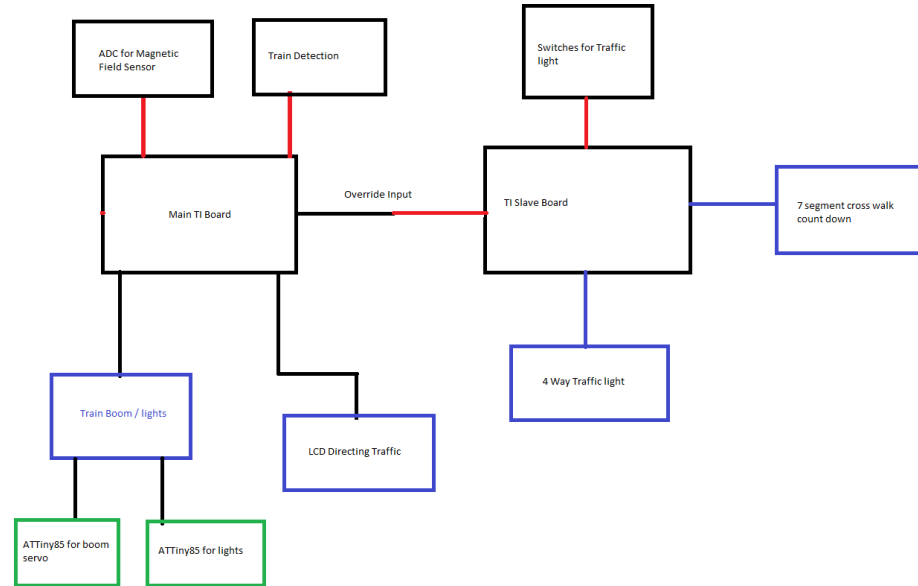 ADC for Magnetic
Field Sensor
Train Detection
Switches for Traffic
light
Main TI Board
Override Input
TI Slave Board
7 segment cross walk
count down
4 Way Traffic light
Train Boom / lights
LCD Directing Traffic
ATTiny85 for boom
servo
ATTiny85 for lights